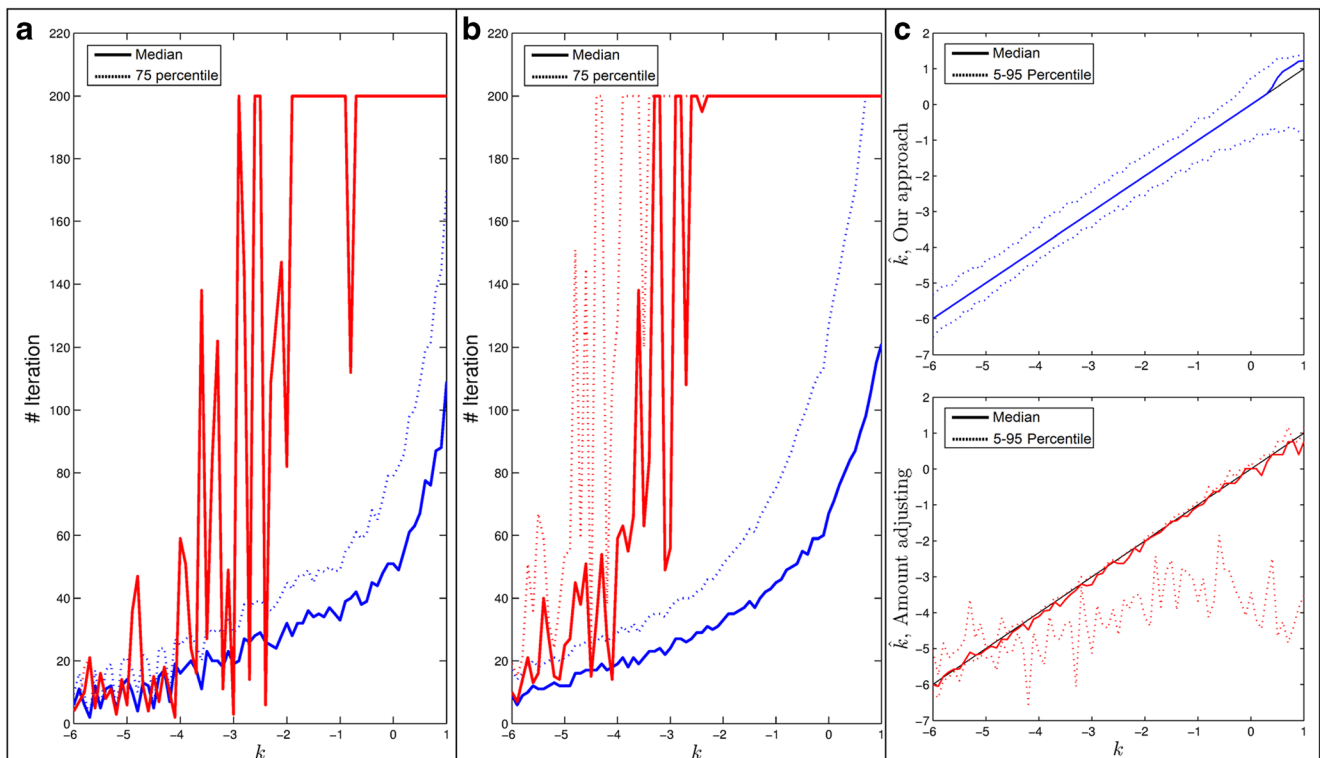 a
Median
75 percentile
# Iteration
220
200
180
160
140
120
100
80
60
40
20
0
−6 −5 −4 −3 −2 −1 0 1
k
b
Median
75 percentile
# Iteration
220
200
180
160
140
120
100
80
60
40
20
0
−6 −5 −4 −3 −2 −1 0 1
k
c
Median
5-95 Percentile
k̂, Our approach
2
1
0
−1
−2
−3
−4
−5
−6
−7
−6 −5 −4 −3 −2 −1 0 1
Median
5-95 Percentile
k̂, Amount adjusting
2
1
0
−1
−2
−3
−4
−5
−6
−7
−6 −5 −4 −3 −2 −1 0 1
k